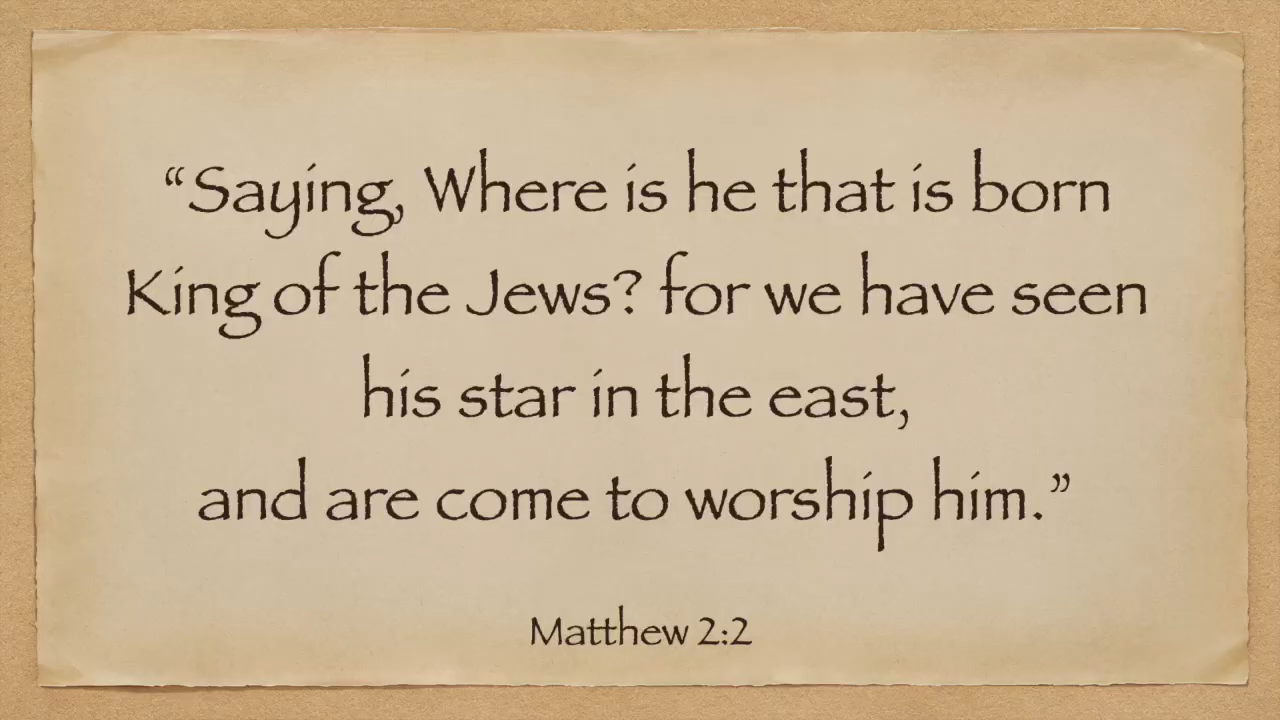 “Saying, Where is he that is born
King of the Jews? for we have seen
his star in the east,
and are come to worship him.”
Matthew 2:2